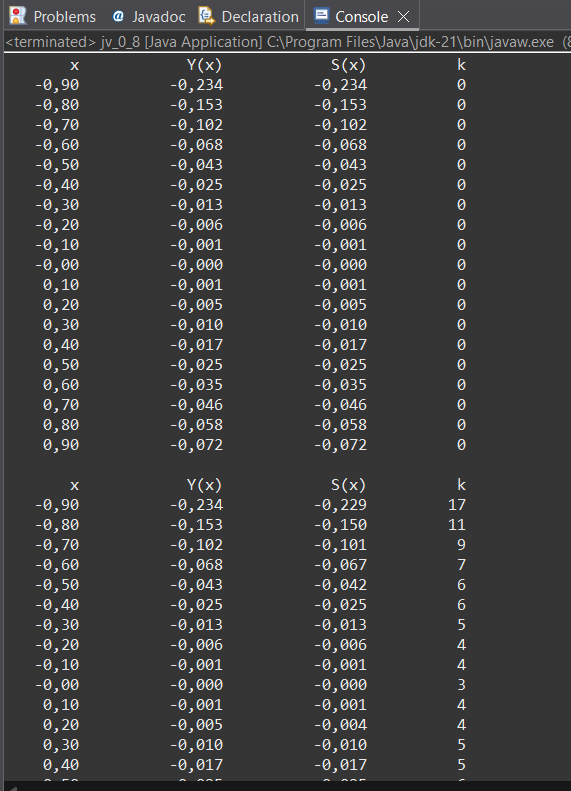 Problems @ Javadoc Declaration Console
<terminated> jv_0_8 [Java Application] C:\Program Files\Java\jdk-21\bin\javaw.exe (8
x Y(x) S(x) k
-0,90 -0,234 -0,234 0
-0,80 -0,153 -0,153 0
-0,70 -0,102 -0,102 0
-0,60 -0,068 -0,068 0
-0,50 -0,043 -0,043 0
-0,40 -0,025 -0,025 0
-0,30 -0,013 -0,013 0
-0,20 -0,006 -0,006 0
-0,10 -0,001 -0,001 0
-0,00 -0,000 -0,000 0
0,10 -0,001 -0,001 0
0,20 -0,005 -0,005 0
0,30 -0,010 -0,010 0
0,40 -0,017 -0,017 0
0,50 -0,025 -0,025 0
0,60 -0,035 -0,035 0
0,70 -0,046 -0,046 0
0,80 -0,058 -0,058 0
0,90 -0,072 -0,072 0
x Y(x) S(x) k
-0,90 -0,234 -0,229 17
-0,80 -0,153 -0,150 11
-0,70 -0,102 -0,101 9
-0,60 -0,068 -0,067 7
-0,50 -0,043 -0,042 6
-0,40 -0,025 -0,025 6
-0,30 -0,013 -0,013 5
-0,20 -0,006 -0,006 4
-0,10 -0,001 -0,001 4
-0,00 -0,000 -0,000 3
0,10 -0,001 -0,001 4
0,20 -0,005 -0,004 4
0,30 -0,010 -0,010 5
0,40 -0,017 -0,017 5